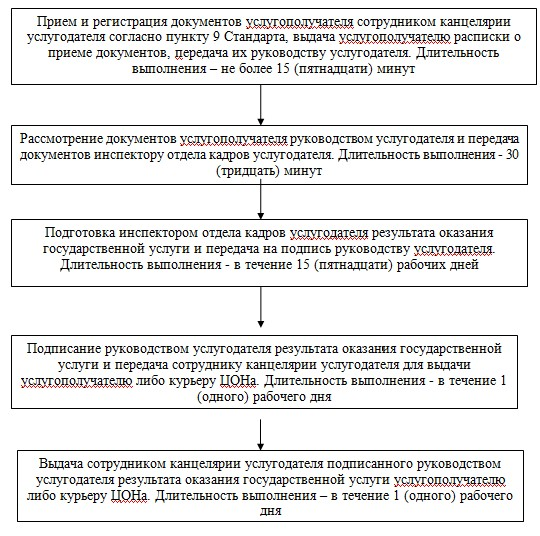 Прием и регистрация документов услугополучателя сотрудником канцелярии
услугодателя согласно пункту 9 Стандарта, выдача услугополучателю расписки о
приеме документов, передача их руководству услугодателя. Длительность
выполнения – не более 15 (пятнадцати) минут
Рассмотрение документов услугополучателя руководством услугодателя и передача
документов инспектору отдела кадров услугодателя. Длительность выполнения - 30
(тридцать) минут
Подготовка инспектором отдела кадров услугодателя результата оказания
государственной услуги и передача на подпись руководству услугодателя.
Длительность выполнения - в течение 15 (пятнадцати) рабочих дней
Подписание руководством услугодателя результата оказания государственной
услуги и передача сотруднику канцелярии услугодателя для выдачи
услугополучателю либо курьеру ЦОНа. Длительность выполнения - в течение 1
(одного) рабочего дня
Выдача сотрудником канцелярии услугодателя подписанного руководством
услугодателя результата оказания государственной услуги услугополучателю
либо курьеру ЦОНа. Длительность выполнения – в течение 1 (одного) рабочего
дня